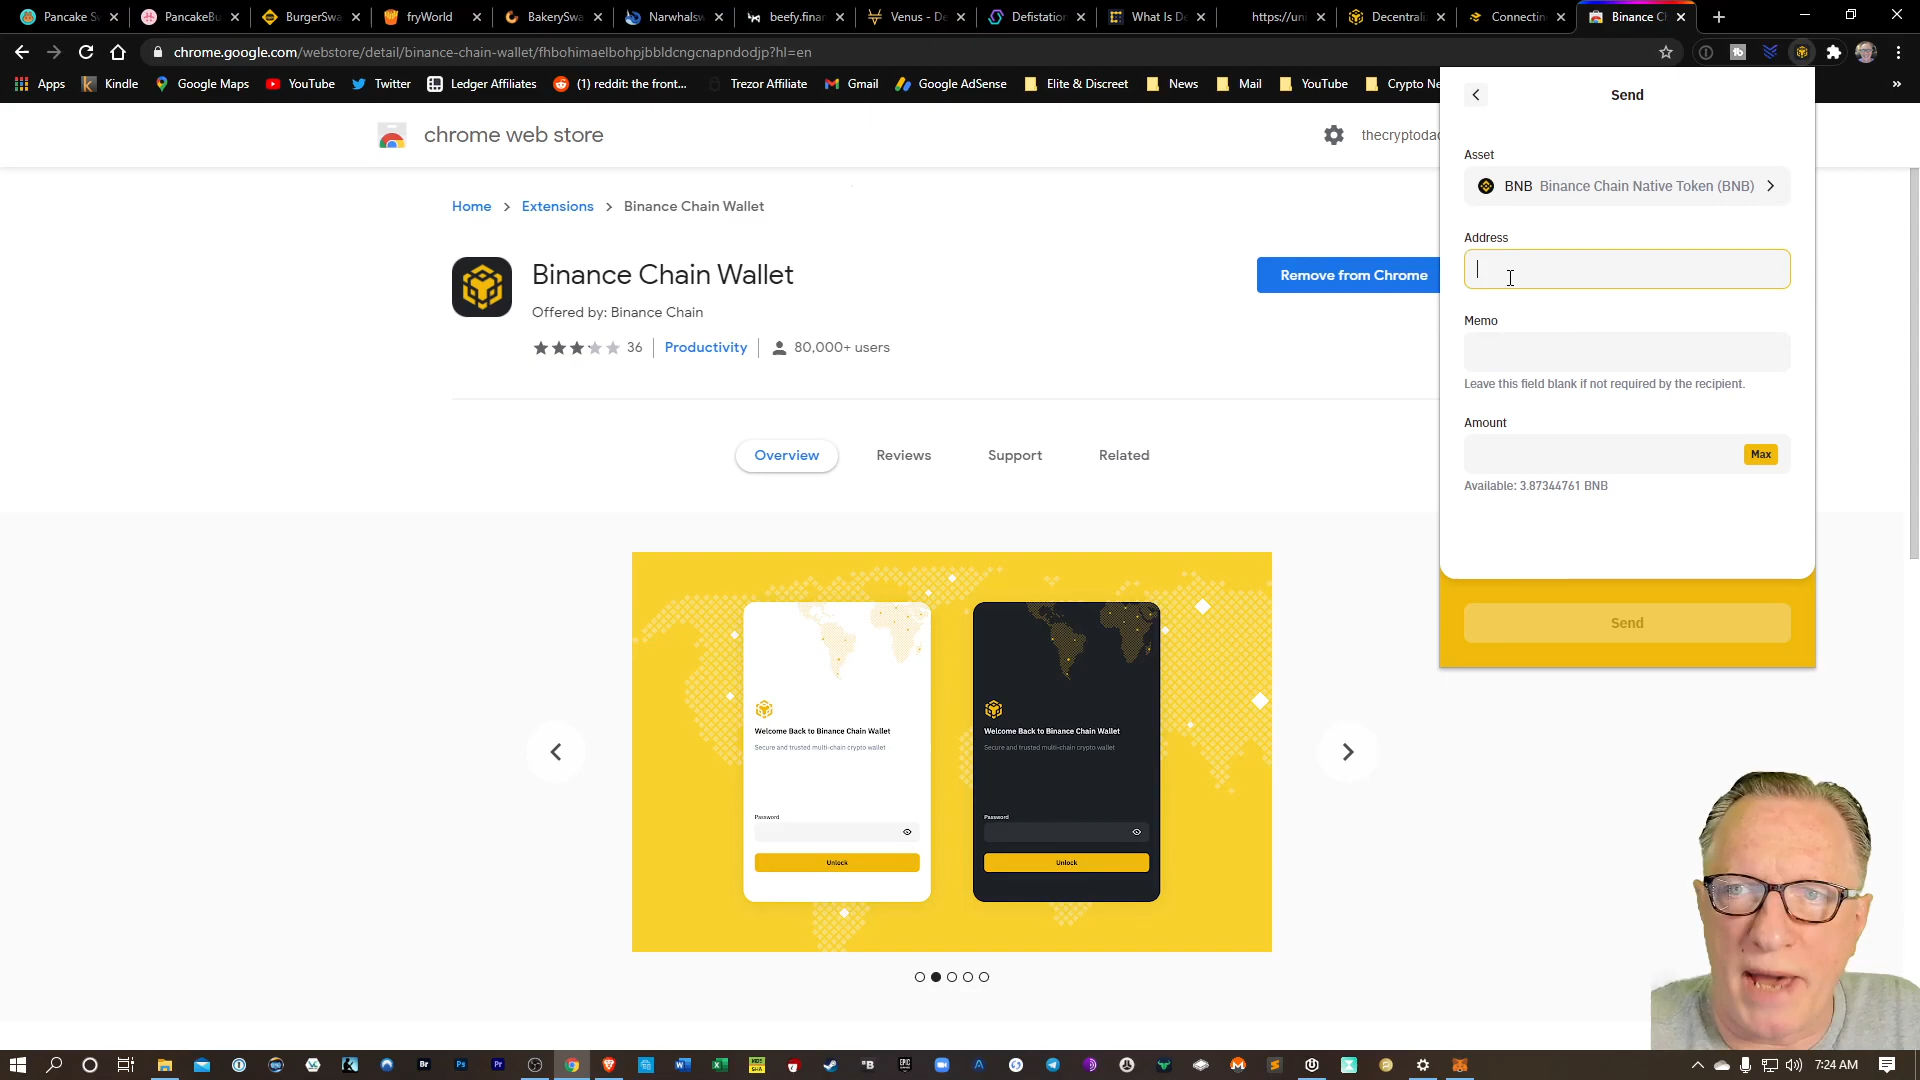 Pancake S
PancakeBu
BurgerSwa
fryWorld
BakerySwa
Narwhalsw
beefy.finan
Venus - De
Defistation
What Is De
https://uni
Decentrali
Connectin
Binance C
chrome.google.com/webstore/detail/binance-chain-wallet/fhbohimaelbohpjbbldcngcnapndodjp?hl=en
Apps
Kindle
Google Maps
YouTube
Twitter
Ledger Affiliates
(1) reddit: the front...
Trezor Affiliate
Gmail
Google AdSense
Elite & Discreet
News
Mail
YouTube
Crypto Ne
»
chrome web store
thecryptodad
Home > Extensions > Binance Chain Wallet
Binance Chain Wallet
Offered by: Binance Chain
36
Productivity
80,000+ users
Remove from Chrome
Overview
Reviews
Support
Related
Welcome Back to Binance Chain Wallet
Secure and trusted multi-chain crypto wallet
Password
Unlock
Welcome Back to Binance Chain Wallet
Secure and trusted multi-chain crypto wallet
Password
Unlock
Send
Asset
BNB Binance Chain Native Token (BNB)
Address
Memo
Leave this field blank if not required by the recipient.
Amount
Max
Available: 3.87344761 BNB
Send
Br
Ps
Pr
7:24 AM